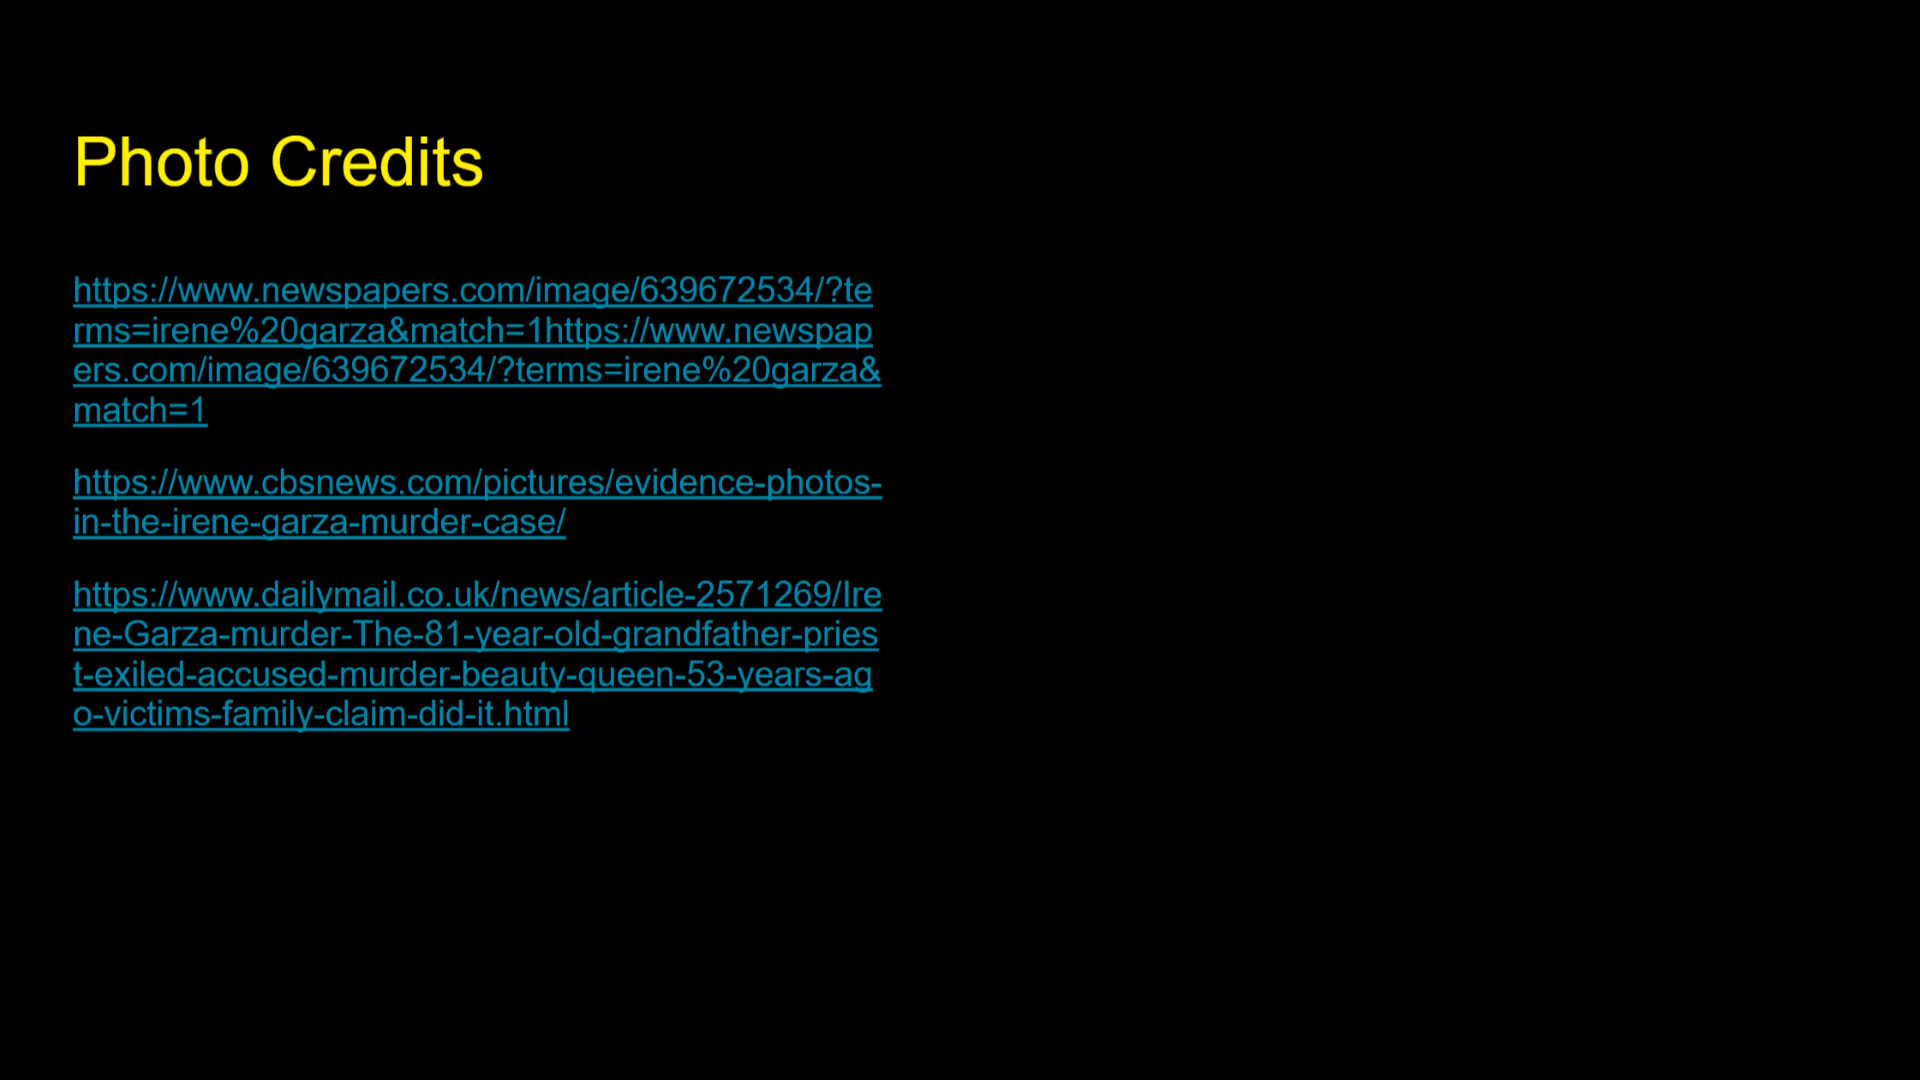 Photo Credits
https://www.newspapers.com/image/639672534/?te
rms=irene%20garza&match=1https://www.newspap
ers.com/image/639672534/?terms=irene%20garza&
match=1
https://www.cbsnews.com/pictures/evidence-photos-
in-the-irene-garza-murder-case/
https://www.dailymail.co.uk/news/article-2571269/Ire
ne-Garza-murder-The-81-year-old-grandfather-pries
t-exiled-accused-murder-beauty-queen-53-years-ag
o-victims-family-claim-did-it.html